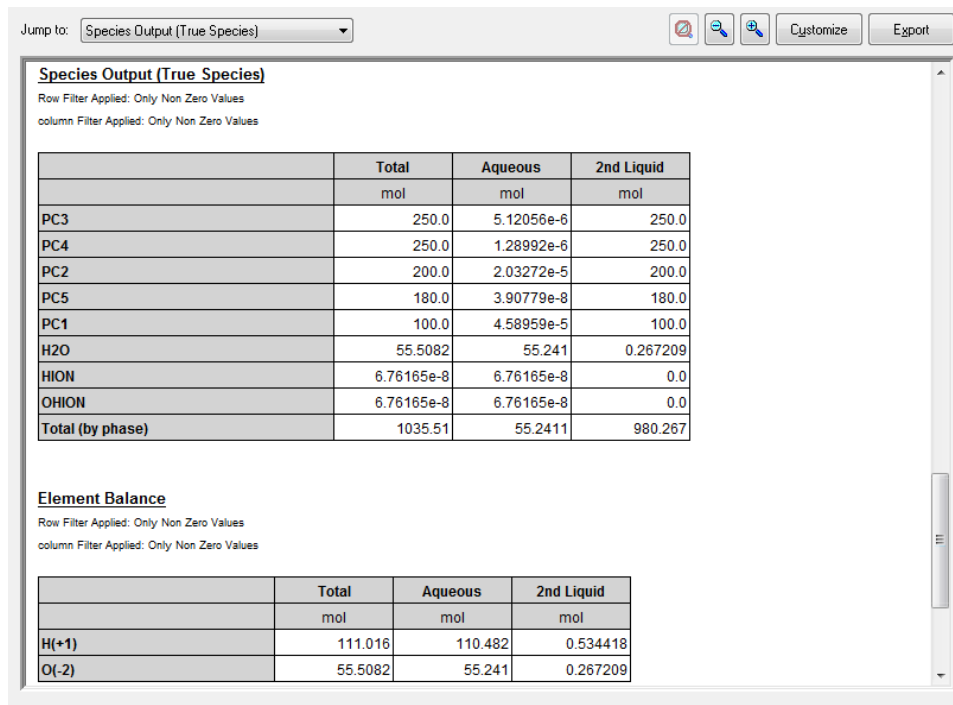 Jump to: Species Output (True Species) Customize Export
Species Output (True Species)
Row Filter Applied: Only Non Zero Values
column Filter Applied: Only Non Zero Values
Total Aqueous 2nd Liquid
mol mol mol
PC3 250.0 5.12056e-6 250.0
PC4 250.0 1.28992e-6 250.0
PC2 200.0 2.03272e-5 200.0
PC5 180.0 3.90779e-8 180.0
PC1 100.0 4.58959e-5 100.0
H2O 55.5082 55.241 0.267209
HION 6.76165e-8 6.76165e-8 0.0
OHION 6.76165e-8 6.76165e-8 0.0
Total (by phase) 1035.51 55.2411 980.267
Element Balance
Row Filter Applied: Only Non Zero Values
column Filter Applied: Only Non Zero Values
Total Aqueous 2nd Liquid
mol mol mol
H(+1) 111.016 110.482 0.534418
O(-2) 55.5082 55.241 0.267209